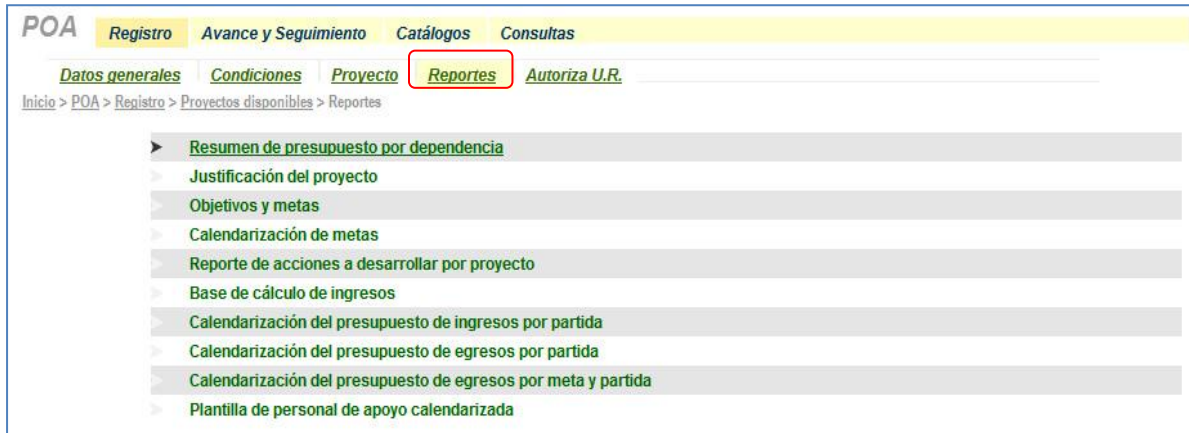 POA Registro Avance y Seguimiento Catálogos Consultas
Datos generales Condiciones Proyecto Reportes Autoriza U.R.
Inicio > POA > Registro > Proyectos disponibles > Reportes
Resumen de presupuesto por dependencia
Justificación del proyecto
Objetivos y metas
Calendarización de metas
Reporte de acciones a desarrollar por proyecto
Base de cálculo de ingresos
Calendarización del presupuesto de ingresos por partida
Calendarización del presupuesto de egresos por partida
Calendarización del presupuesto de egresos por meta y partida
Plantilla de personal de apoyo calendarizada